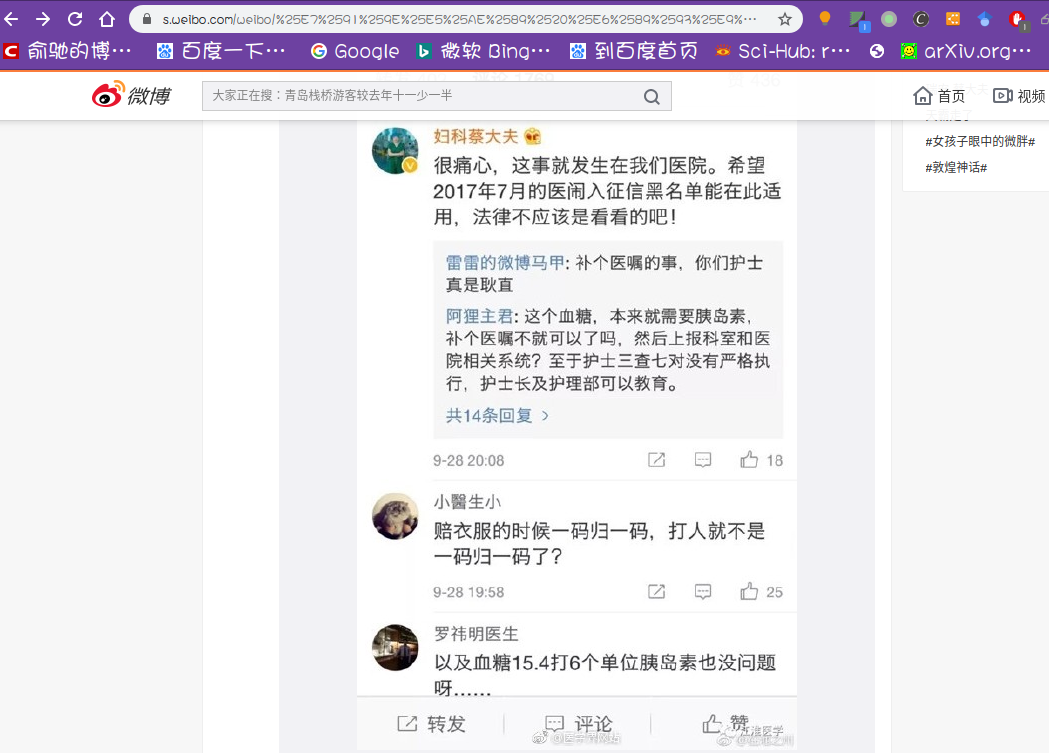 s.weibo.com/weibo/%25E7%2591%259E%25E5%25AE%2589%2520%25E6%2589%2593%25E9%···
俞驰的博···
百度一下···
Google
微软 Bing···
到百度首页
Sci-Hub: r···
arXiv.org···
微博
大家正在搜：青岛栈桥游客较去年十一少一半
首页
视频
#女孩子眼中的微胖#
#敦煌神话#
妇科蔡大夫
很痛心，这事就发生在我们医院。希望
2017年7月的医闹入征信黑名单能在此适
用，法律不应该是看看的吧！
雷雷的微博马甲: 补个医嘱的事，你们护士
真是耿直
阿狸主君: 这个血糖，本来就需要胰岛素，
补个医嘱不就可以了吗，然后上报科室和医
院相关系统？至于护士三查七对没有严格执
行，护士长及护理部可以教育。
共14条回复 >
9-28 20:08
18
小醫生小
赔衣服的时候一码归一码，打人就不是
一码归一码了？
9-28 19:58
25
罗祎明医生
以及血糖15.4打6个单位胰岛素也没问题
呀......
转发
评论
赞